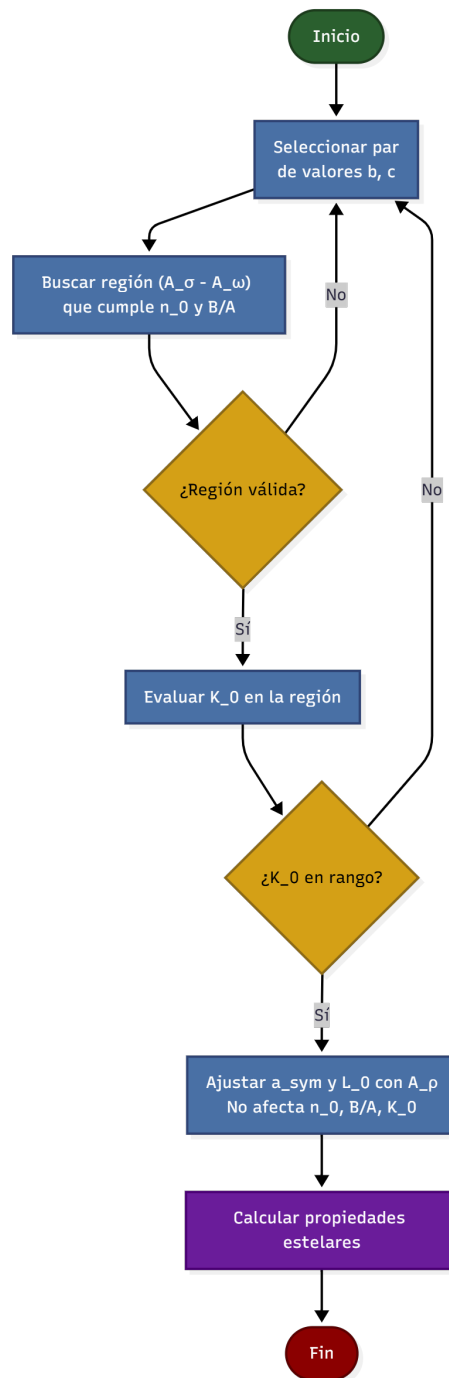 Inicio
Seleccionar par
de valores b, c
Buscar región (A_σ - A_ω)
que cumple n_0 y B/A
No
¿Región válida?
No
Sí
Evaluar K_0 en la región
¿K_0 en rango?
Sí
Ajustar a_sym y L_0 con A_ρ
No afecta n_0, B/A, K_0
Calcular propiedades
estelares
Fin